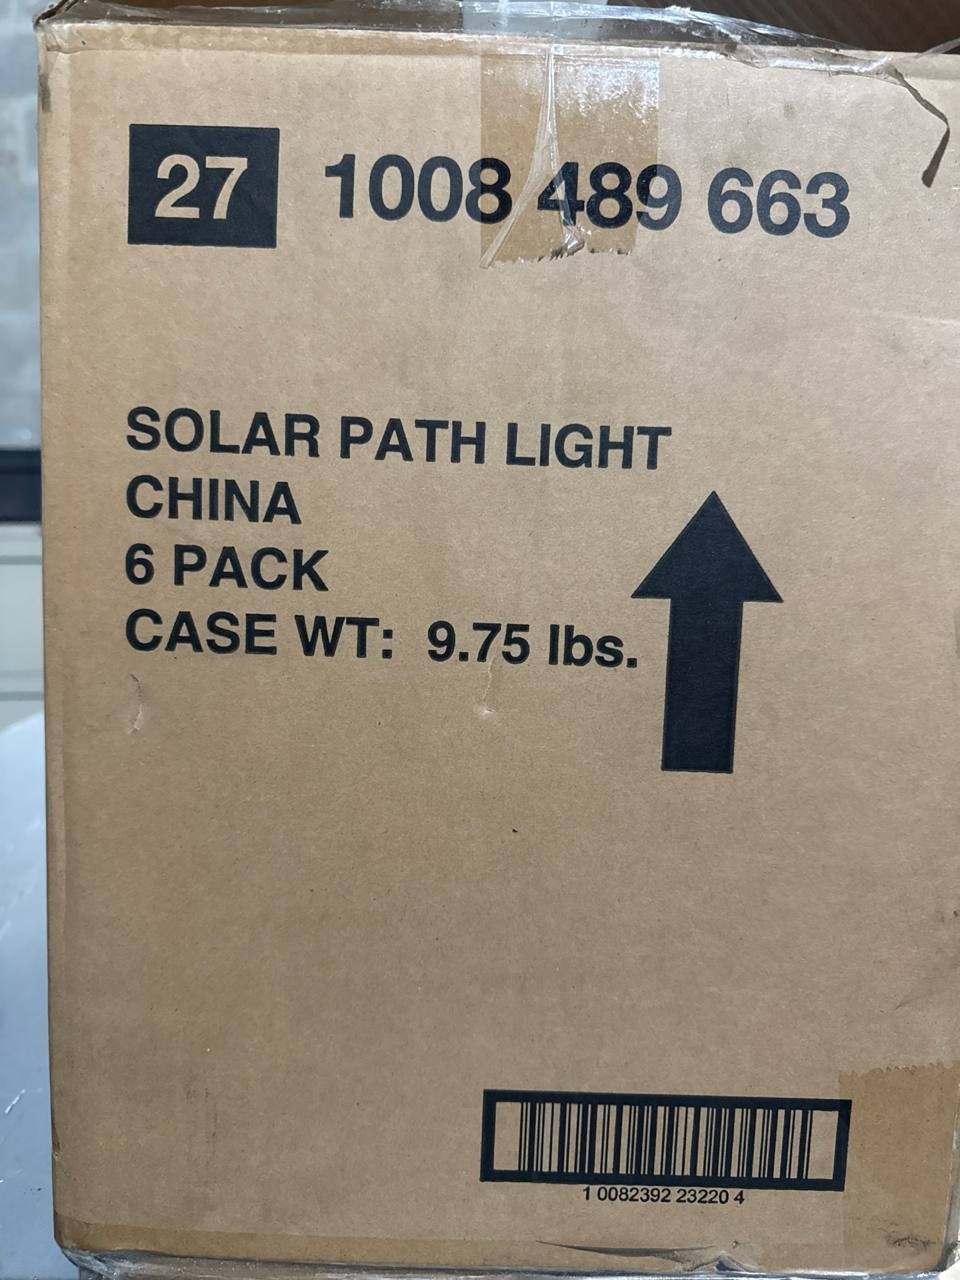 27 1008 489 663
SOLAR PATH LIGHT
CHINA
6 PACK
CASE WT: 9.75 lbs.
1 0082392 23220 4